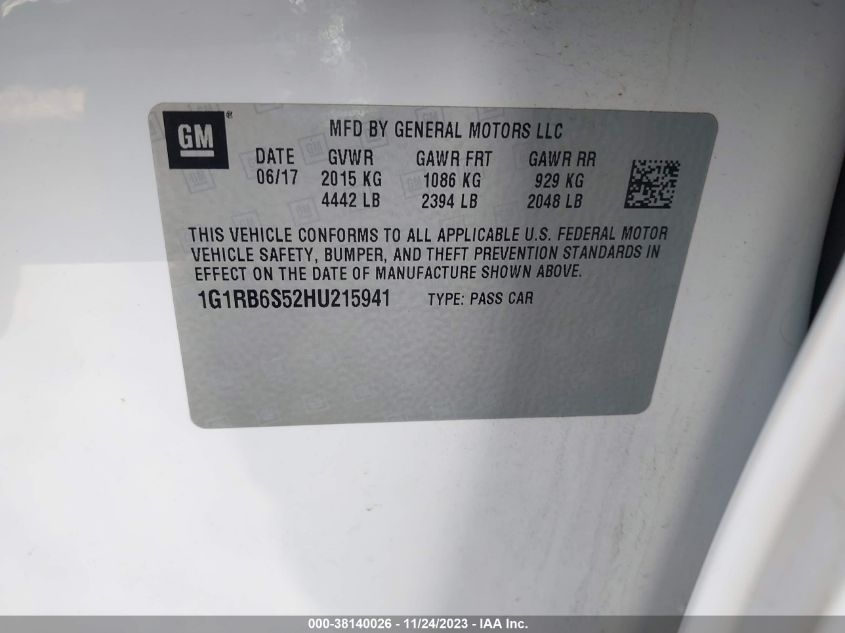 GM®
MFD BY GENERAL MOTORS LLC
DATE GVWR GAWR FRT GAWR RR
06/17 2015 KG 1086 KG 929 KG
4442 LB 2394 LB 2048 LB
THIS VEHICLE CONFORMS TO ALL APPLICABLE U.S. FEDERAL MOTOR
VEHICLE SAFETY, BUMPER, AND THEFT PREVENTION STANDARDS IN
EFFECT ON THE DATE OF MANUFACTURE SHOWN ABOVE.
1G1RB6S52HU215941 TYPE: PASS CAR
000-38140026 - 11/24/2023 - IAA Inc.